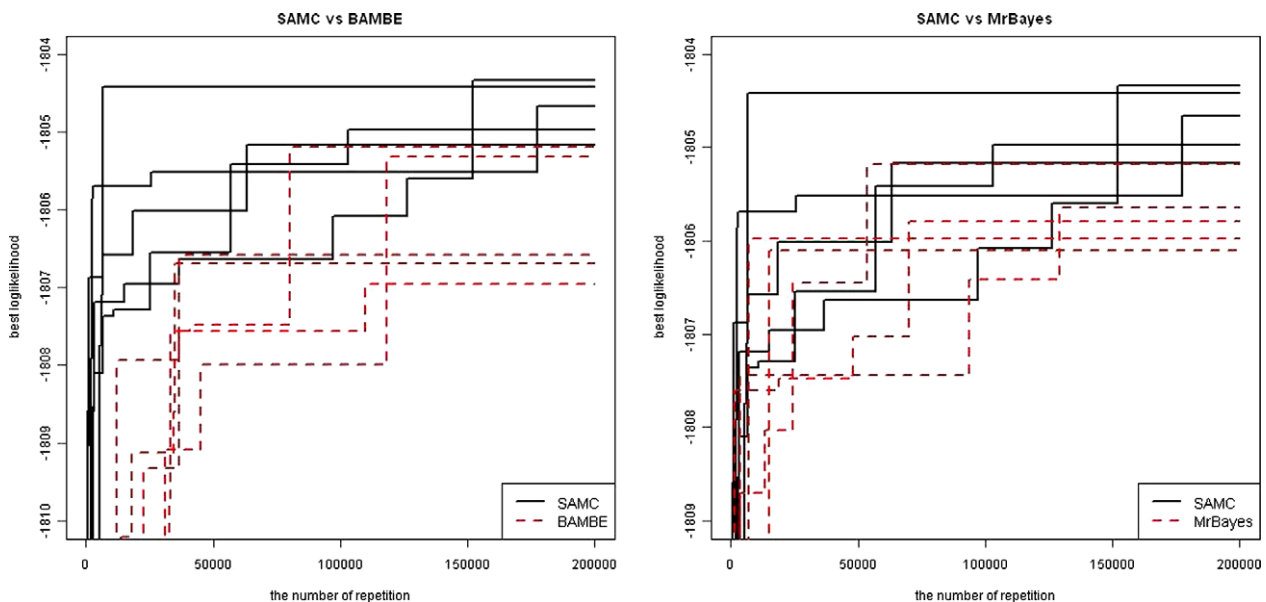 SAMC vs BAMBE
best loglikelihood
-1804
-1805
-1806
-1807
-1808
-1809
-1810
0
50000
100000
150000
200000
the number of repetition
SAMC
BAMBE
SAMC vs MrBayes
best loglikelihood
-1804
-1805
-1806
-1807
-1808
-1809
0
50000
100000
150000
200000
the number of repetition
SAMC
MrBayes